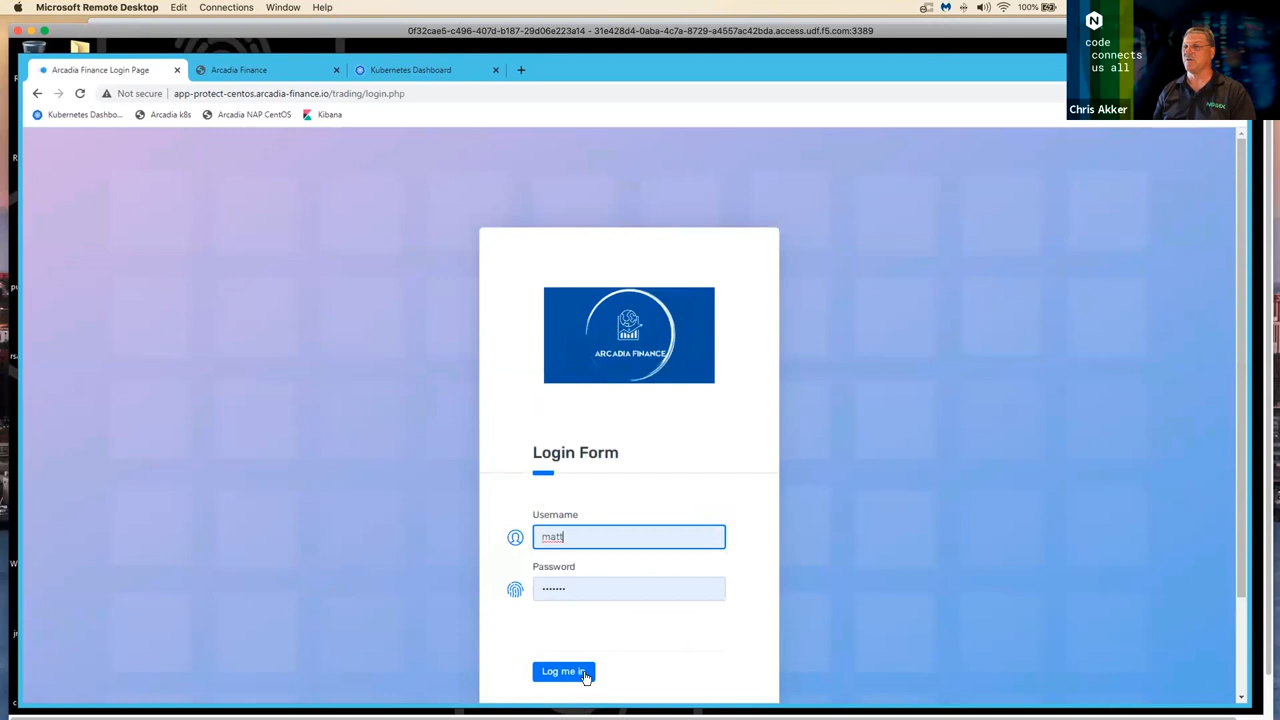 Microsoft Remote Desktop Edit Connections Window Help
100%
0f32cae5-c496-407d-b187-29d06e223a14 - 31e428d4-0aba-4c7a-8729-a4557ac42bda.access.udf.f5.com:3389
code
connects
us all
Chris Akker
Arcadia Finance Login Page
Arcadia Finance
Kubernetes Dashboard
Not secure
app-protect-centos.arcadia-finance.io/trading/login.php
Kubernetes Dashbo...
Arcadia k8s
Arcadia NAP CentOS
Kibana
ARCADIA FINANCE
Login Form
Username
matt
Password
•••••••
Log me in